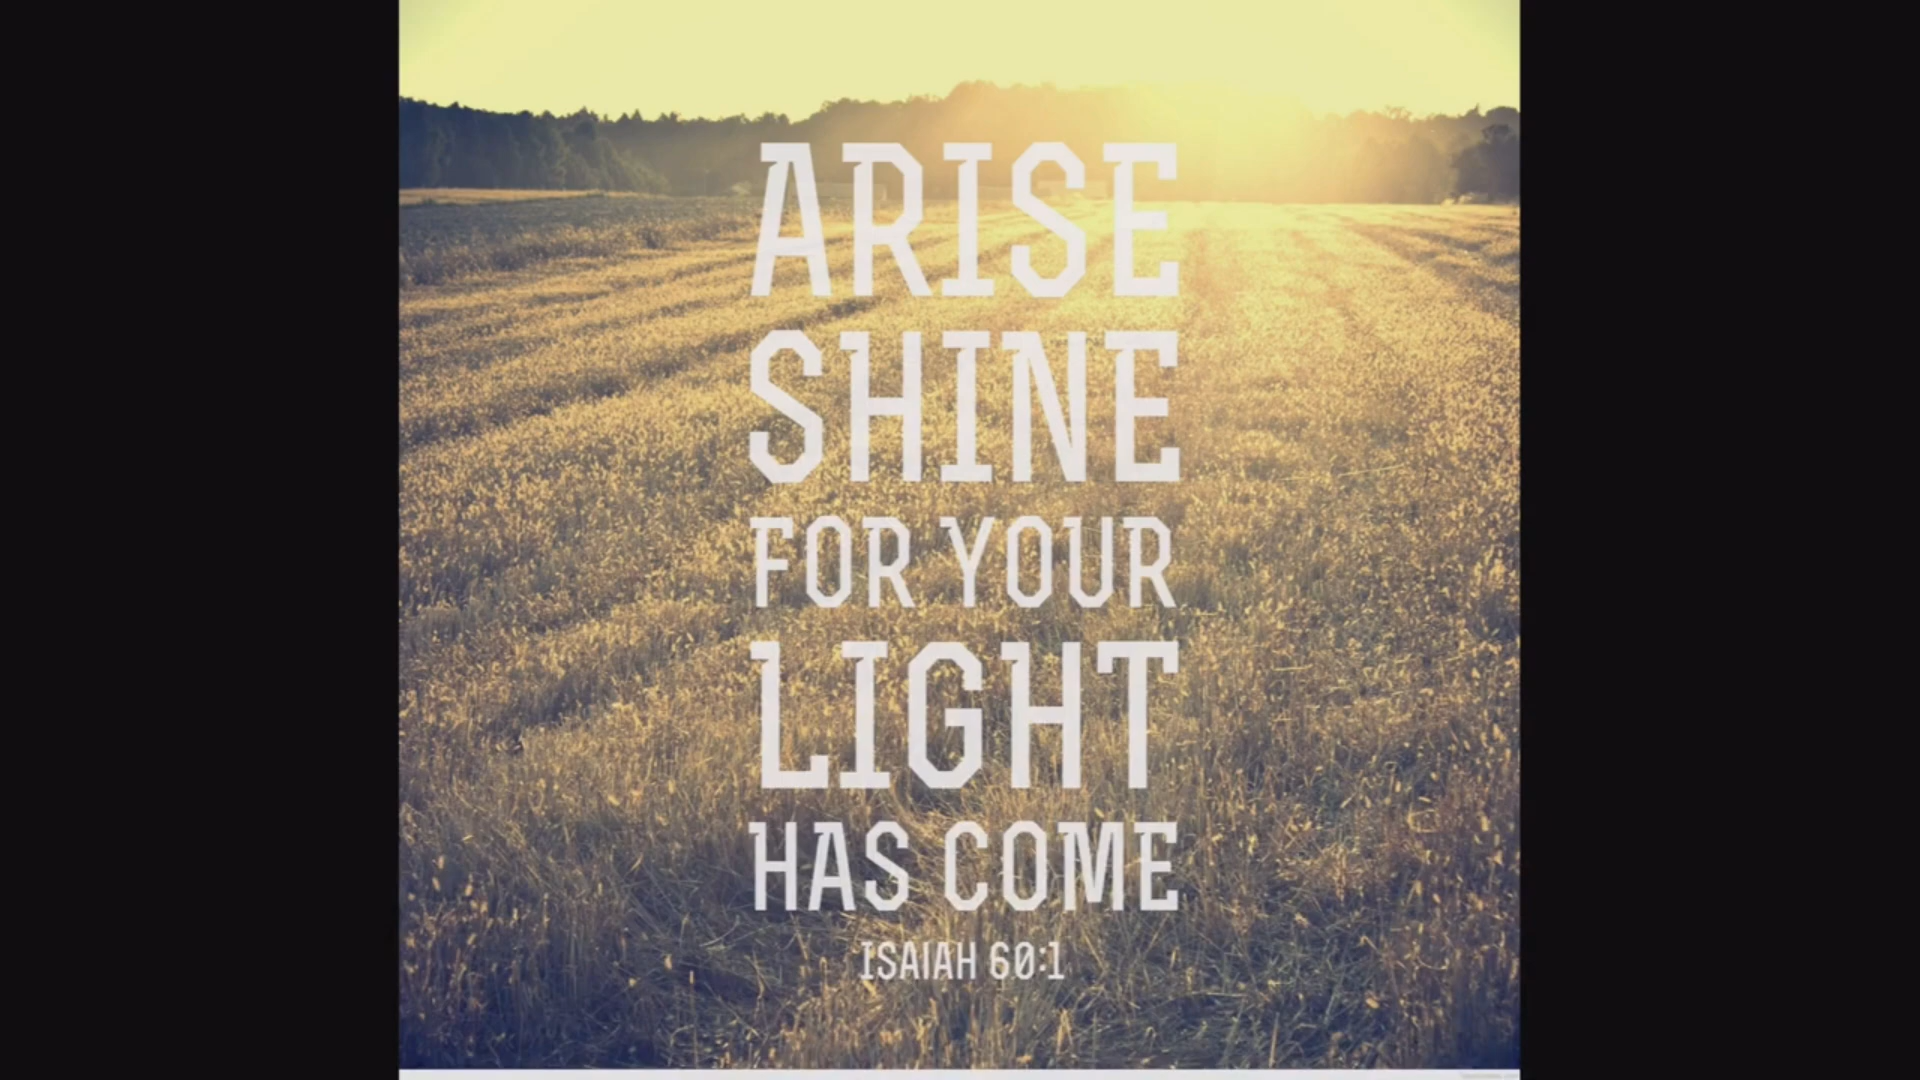 ARISE
SHINE
FOR YOUR
LIGHT
HAS COME
ISAIAH 60:1